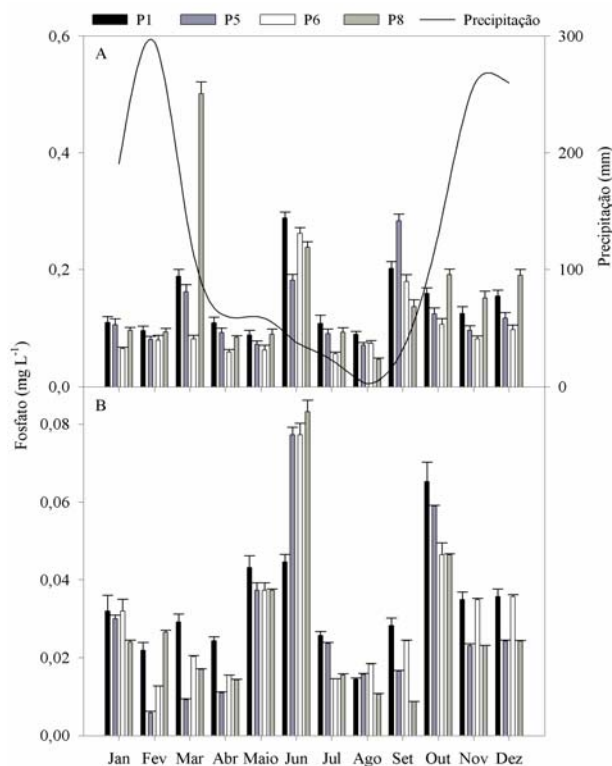 P1 P5 P6 P8 Precipitação
A
0,6 300
0,4 200
0,2 100
0,0 0
Fosfato (mg L-1)
Precipitação (mm)
B
0,08
0,06
0,04
0,02
0,00
Jan Fev Mar Abr Maio Jun Jul Ago Set Out Nov Dez